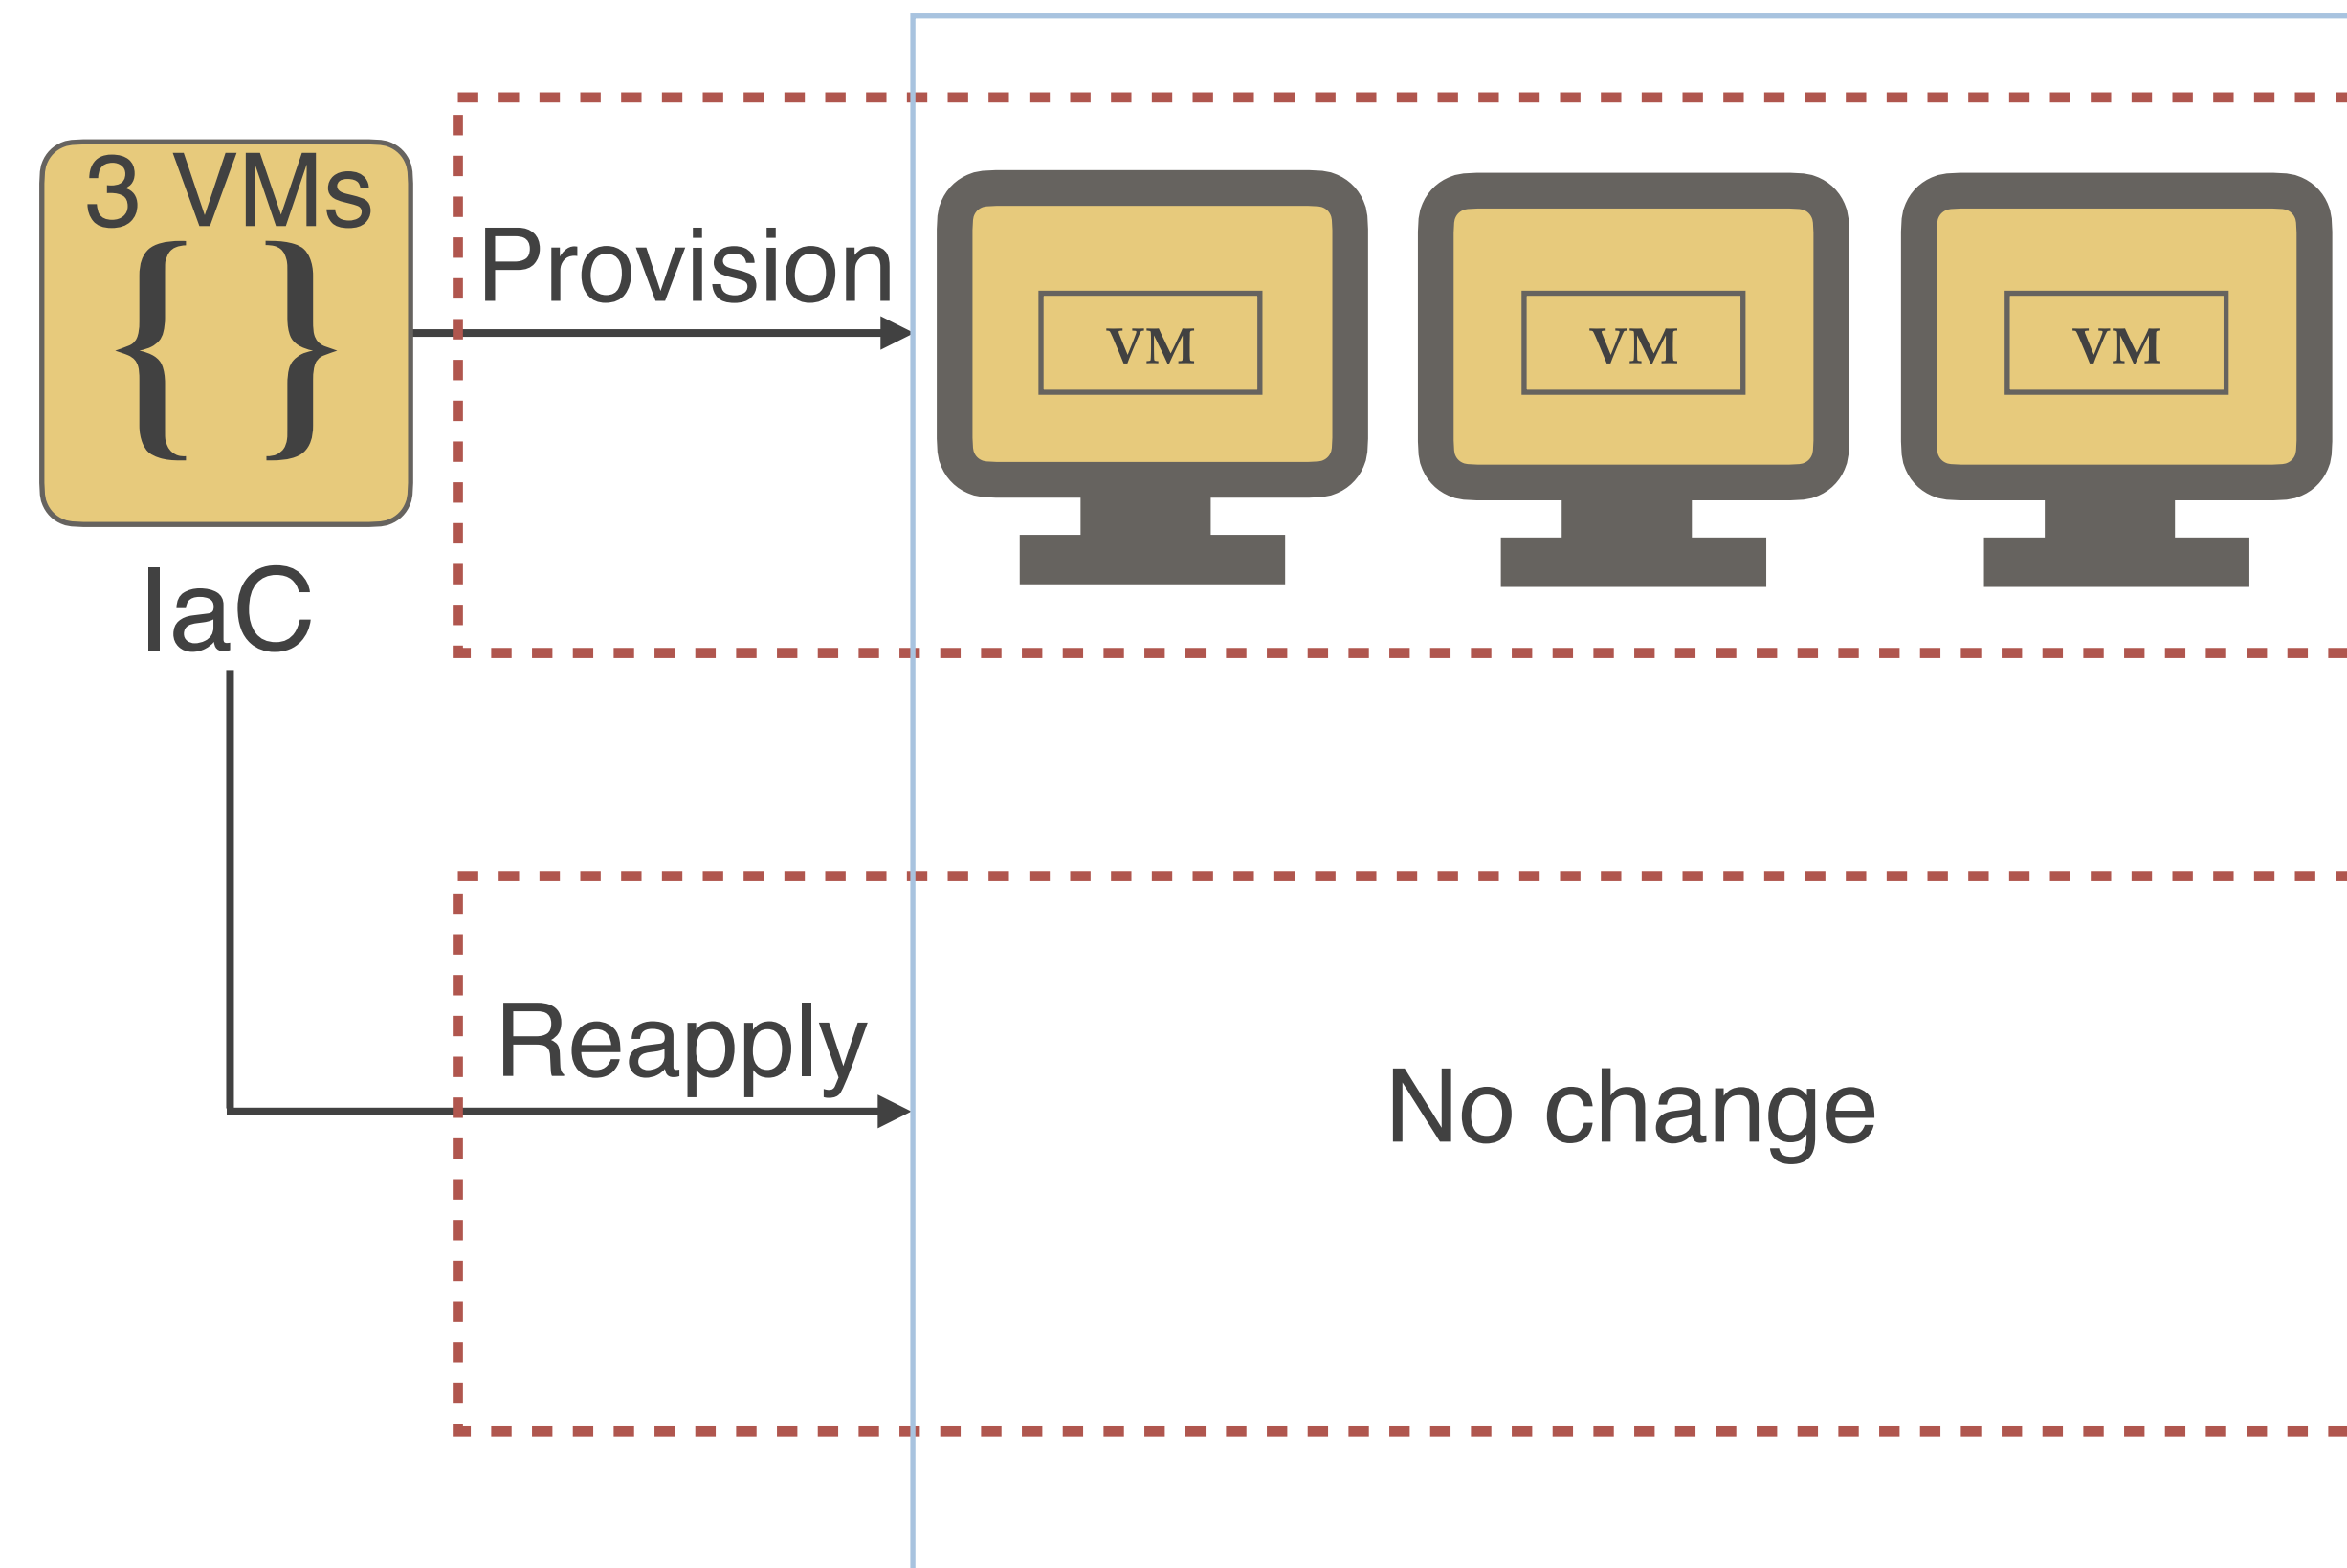 3 VMs
{ }
IaC
Provision
VM
VM
VM
Reapply
No change